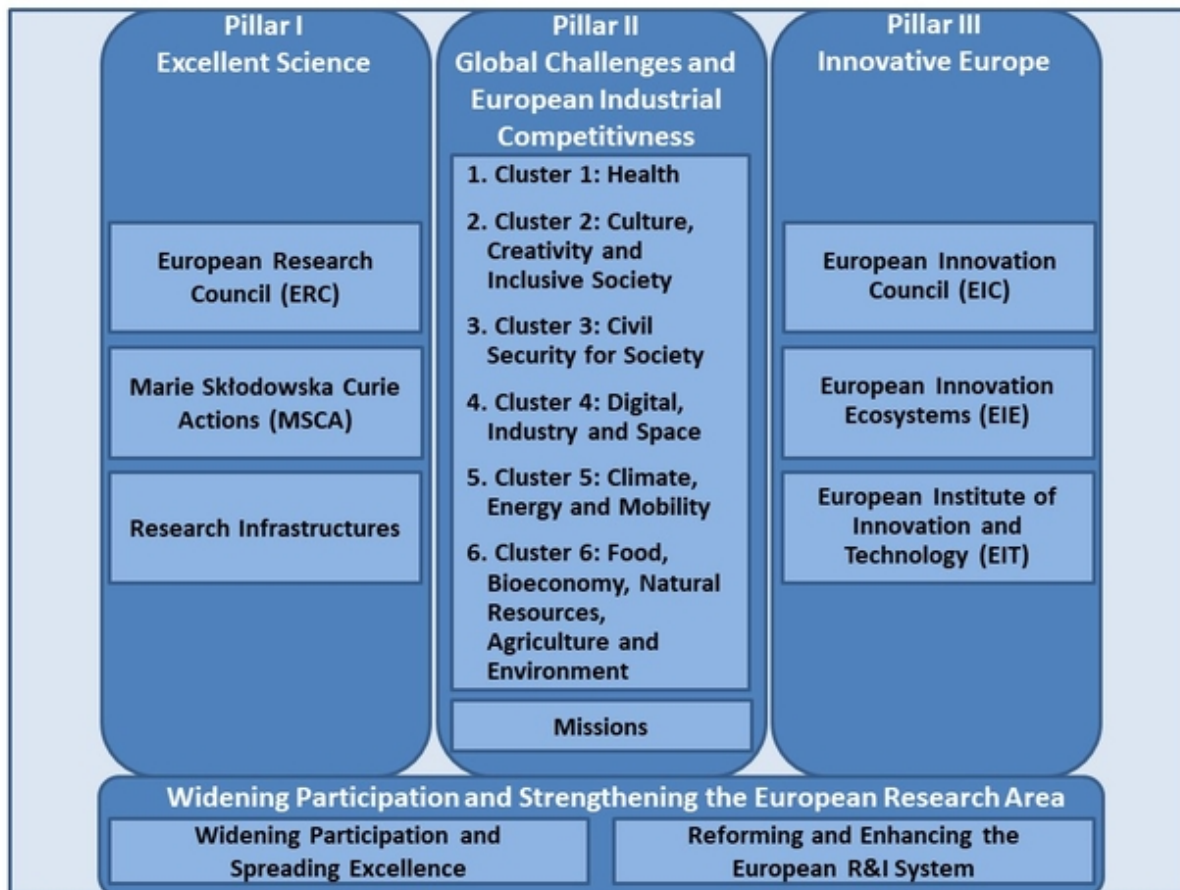 Pillar I
Excellent Science
European Research
Council (ERC)
Marie Skłodowska Curie
Actions (MSCA)
Research Infrastructures
Pillar II
Global Challenges and
European Industrial
Competitivness
1. Cluster 1: Health
2. Cluster 2: Culture,
Creativity and
Inclusive Society
3. Cluster 3: Civil
Security for Society
4. Cluster 4: Digital,
Industry and Space
5. Cluster 5: Climate,
Energy and Mobility
6. Cluster 6: Food,
Bioeconomy, Natural
Resources,
Agriculture and
Environment
Missions
Pillar III
Innovative Europe
European Innovation
Council (EIC)
European Innovation
Ecosystems (EIE)
European Institute of
Innovation and
Technology (EIT)
Widening Participation and Strengthening the European Research Area
Widening Participation and
Spreading Excellence
Reforming and Enhancing the
European R&I System